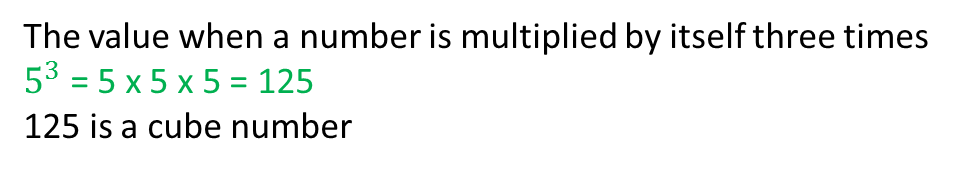 The value when a number is multiplied by itself three times
5³ = 5 x 5 x 5 = 125
125 is a cube number